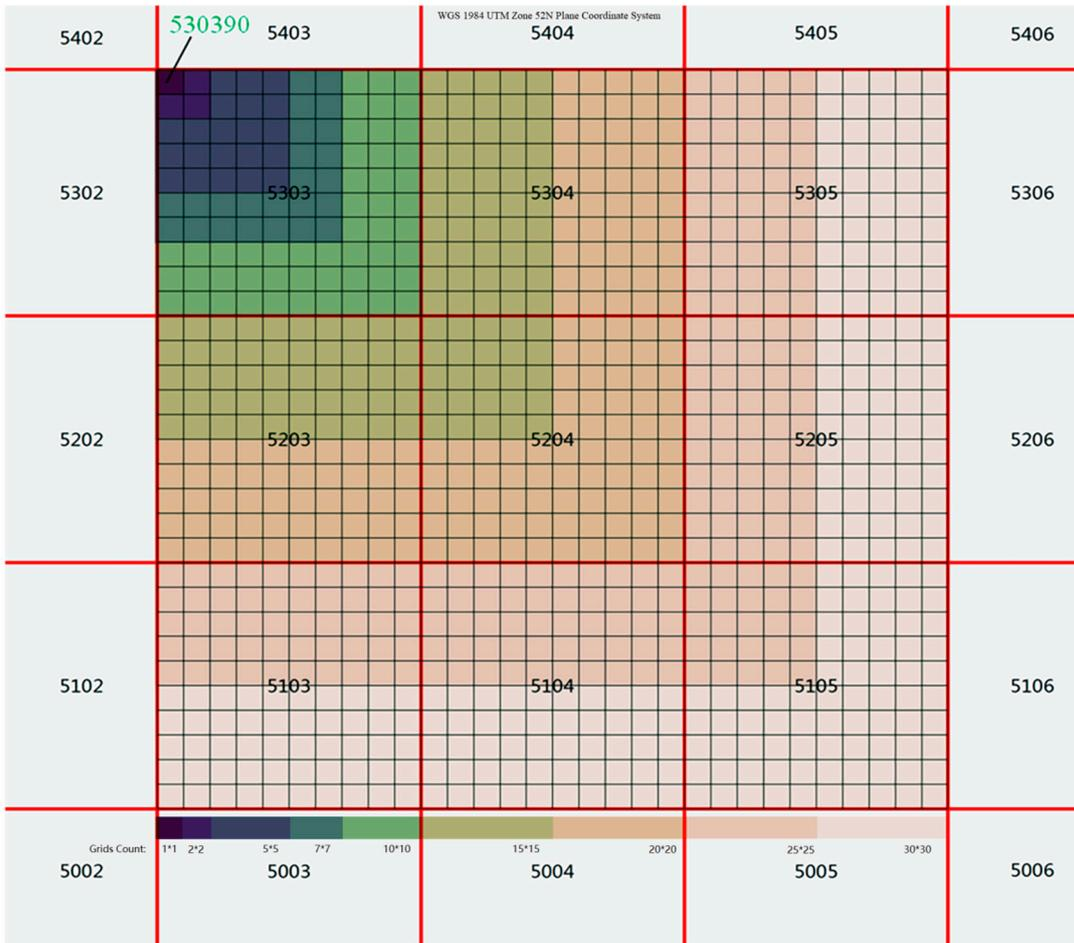 WGS 1984 UTM Zone 52N Plane Coordinate System
530390
5402 5403 5404 5405 5406
5302 5303 5304 5305 5306
5202 5203 5204 5205 5206
5102 5103 5104 5105 5106
Grids Count: 1*1 2*2 5*5 7*7 10*10 15*15 20*20 25*25 30*30
5002 5003 5004 5005 5006